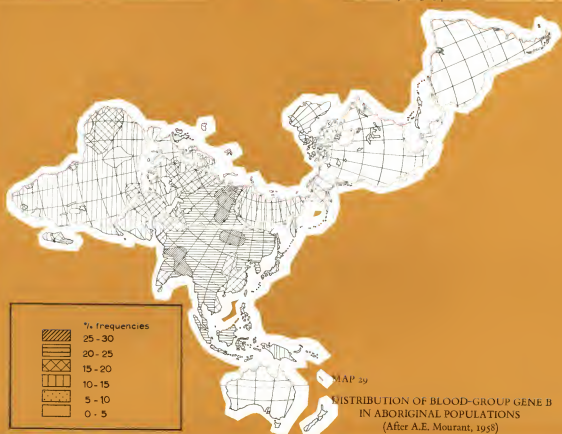 % frequencies
25 - 30
20 - 25
15 - 20
10 - 15
5 - 10
0 - 5
MAP 29
DISTRIBUTION OF BLOOD-GROUP GENE B
IN ABORIGINAL POPULATIONS
(After A.E. Mourant, 1958)